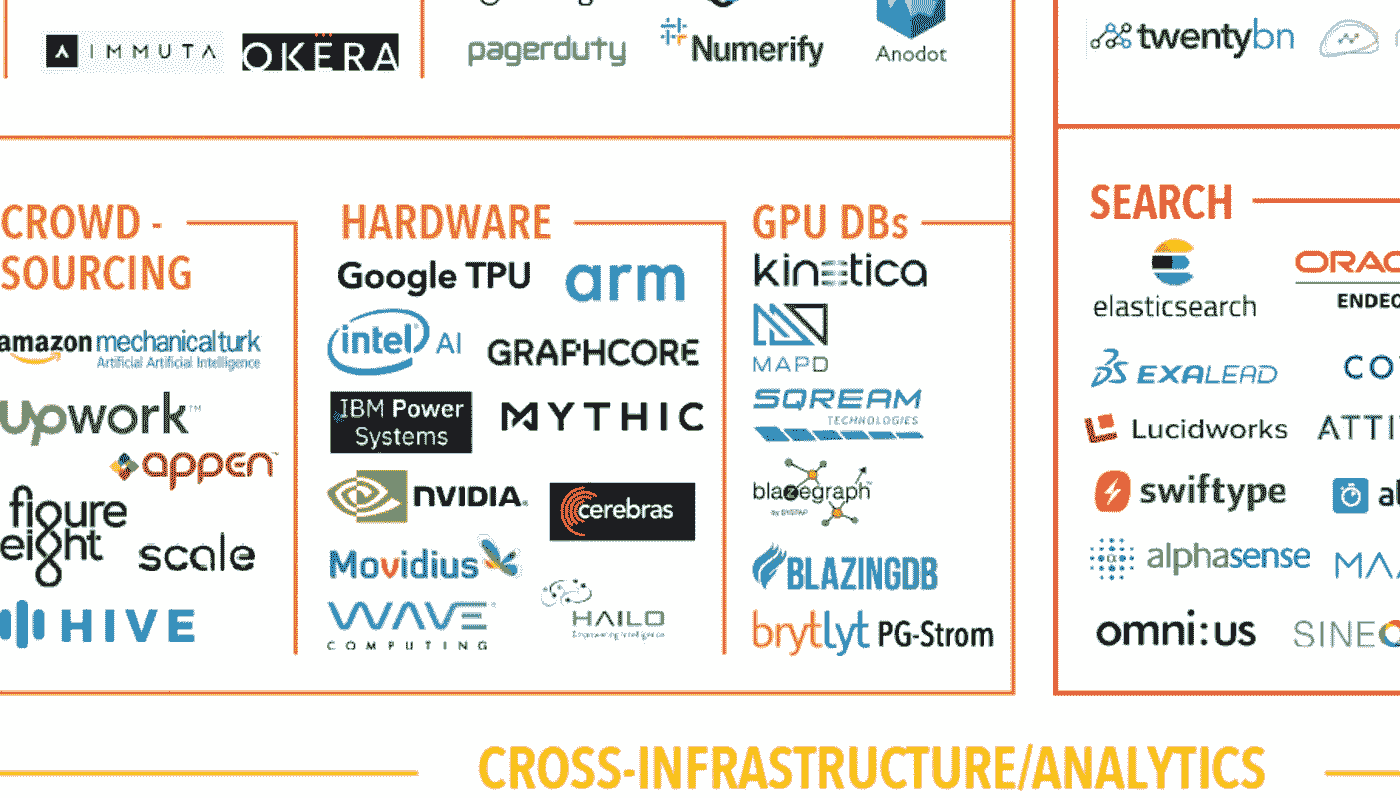 IMMUTA
OKERA
pagerduty
Numerify
Anodot
twentybn
CROWD -
SOURCING
amazon mechanical turk
Artificial Artificial Intelligence
upwork™
appen
figure
eight
scale
HIVE
HARDWARE
Google TPU
arm
intel AI
GRAPHCORE
IBM Power
Systems
MYTHIC
NVIDIA
cerebras
Movidius
WAVE
COMPUTING
HAILO
Empowering Intelligence
GPU DBs
kinetica
MAPD
SQREAM
TECHNOLOGIES
blazegraph
by SYSTAP
BLAZINGDB
brytlyt PG-Strom
SEARCH
elasticsearch
ORAC
ENDEC
EXALEAD
CO
Lucidworks
ATTI
swiftype
alphasense
MA
omni:us
SINE
CROSS-INFRASTRUCTURE/ANALYTICS